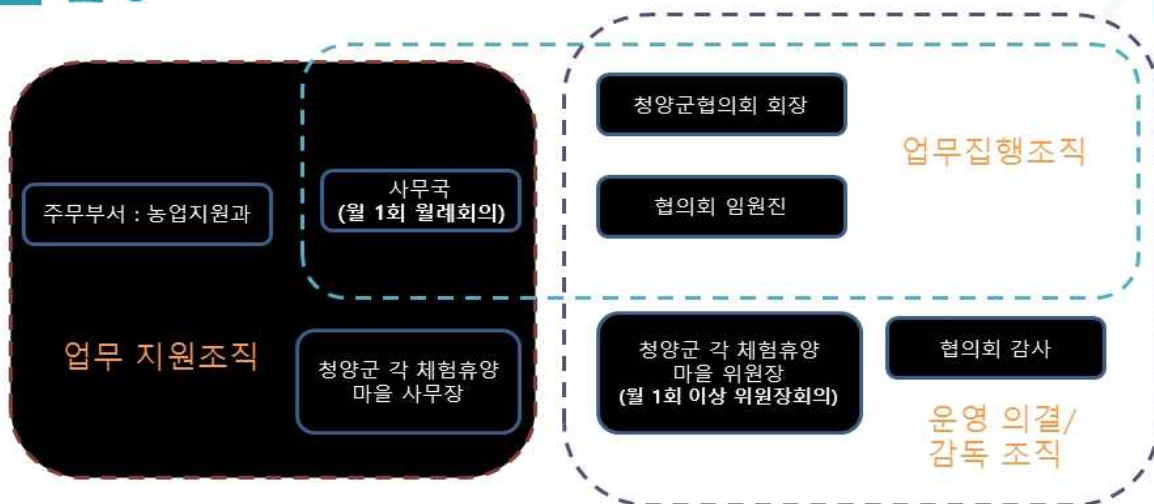 청양군협의회 회장
업무집행조직
주무부서 : 농업지원과
사무국
(월 1회 월례회의)
협의회 임원진
업무 지원조직
청양군 각 체험휴양
마을 사무장
청양군 각 체험휴양
마을 위원장
(월 1회 이상 위원장회의)
협의회 감사
운영 의결/
감독 조직